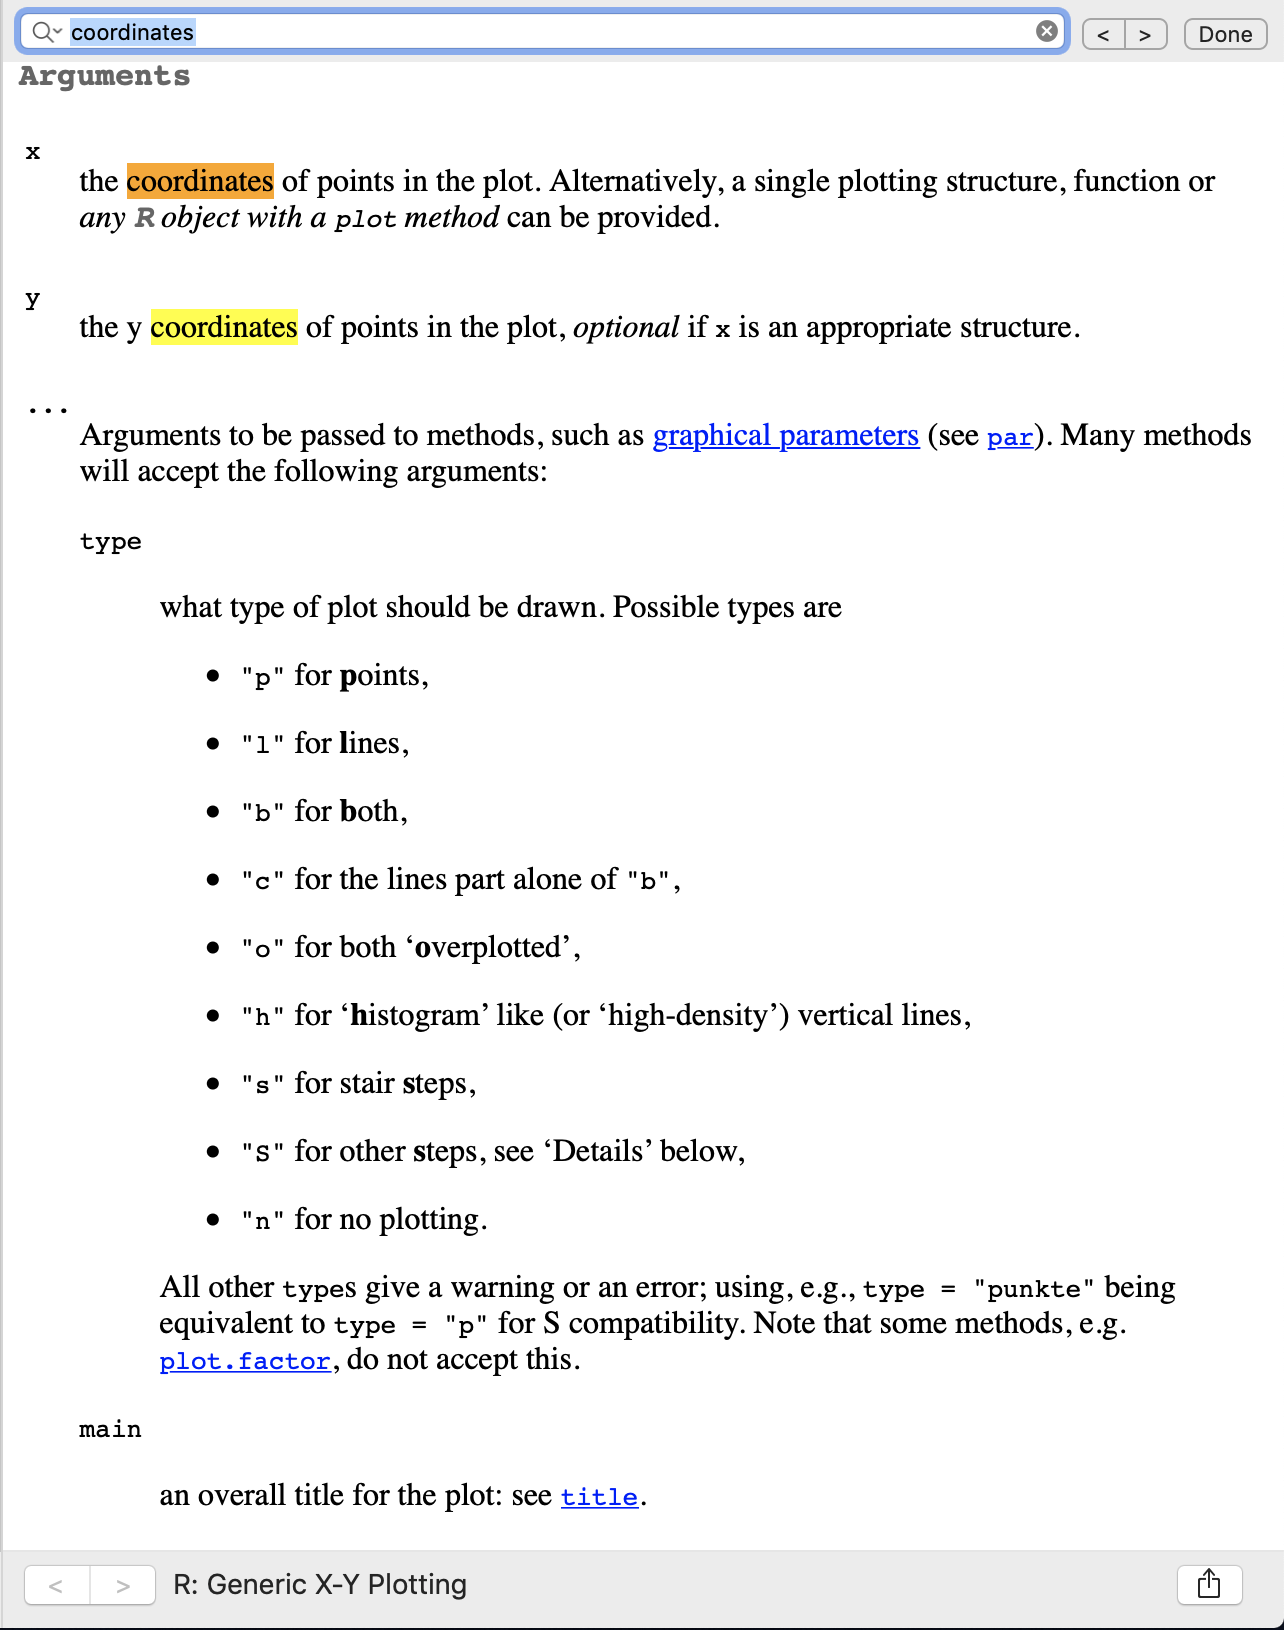 coordinates
< > Done
Arguments
x
the coordinates of points in the plot. Alternatively, a single plotting structure, function or
any R object with a plot method can be provided.
y
the y coordinates of points in the plot, optional if x is an appropriate structure.
...
Arguments to be passed to methods, such as graphical parameters (see par). Many methods
will accept the following arguments:
type
what type of plot should be drawn. Possible types are
• "p" for points,
• "l" for lines,
• "b" for both,
• "c" for the lines part alone of "b",
• "o" for both ‘overplotted’,
• "h" for ‘histogram’ like (or ‘high-density’) vertical lines,
• "s" for stair steps,
• "S" for other steps, see ‘Details’ below,
• "n" for no plotting.
All other types give a warning or an error; using, e.g., type = "punkte" being
equivalent to type = "p" for S compatibility. Note that some methods, e.g.
plot.factor, do not accept this.
main
an overall title for the plot: see title.
< > R: Generic X-Y Plotting